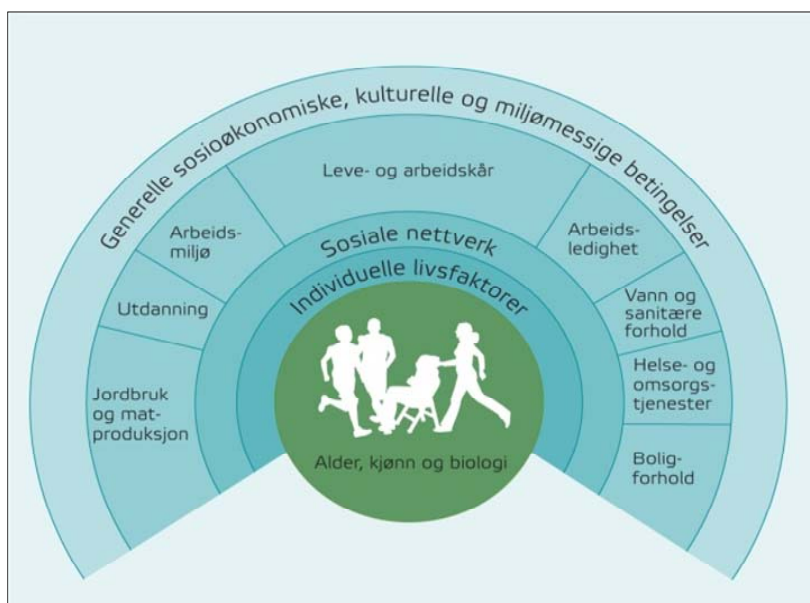 Generelle sosioøkonomiske, kulturelle og miljømessige betingelser
Leve- og arbeidskår
Arbeids-
miljø
Arbeids-
ledighet
Sosiale nettverk
Individuelle livsfaktorer
Utdanning
Vann og
sanitære
forhold
Jordbruk
og mat-
produksjon
Helse- og
omsorgs-
tjenester
Bolig-
forhold
Alder, kjønn og biologi